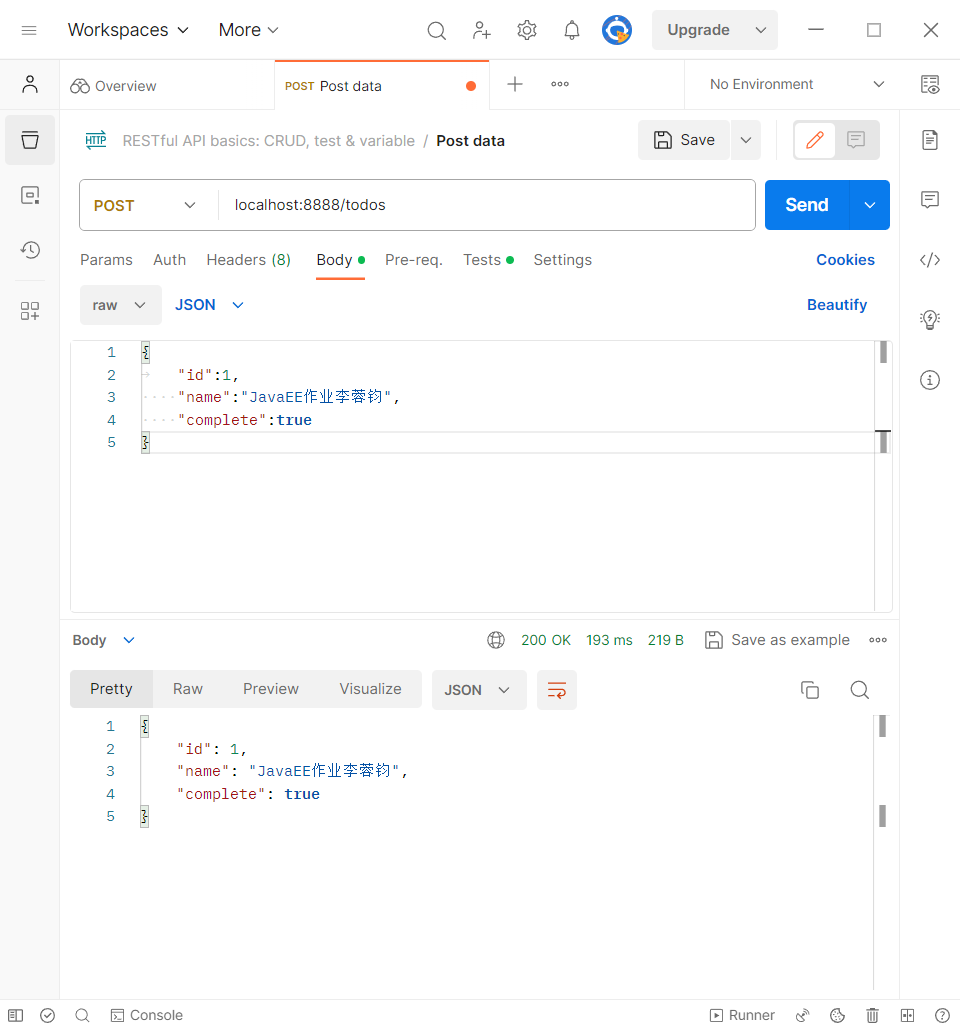 Workspaces More Upgrade
Overview POST Post data No Environment
HTTP RESTful API basics: CRUD, test & variable / Post data Save
POST localhost:8888/todos Send
Params Auth Headers (8) Body Pre-req. Tests Settings Cookies
raw JSON Beautify
1 {
2 "id":1,
3 "name":"JavaEE作业李蓉钧",
4 "complete":true
5 }
Body 200 OK 193 ms 219 B Save as example
Pretty Raw Preview Visualize JSON
1 {
2 "id": 1,
3 "name": "JavaEE作业李蓉钧",
4 "complete": true
5 }
Console Runner